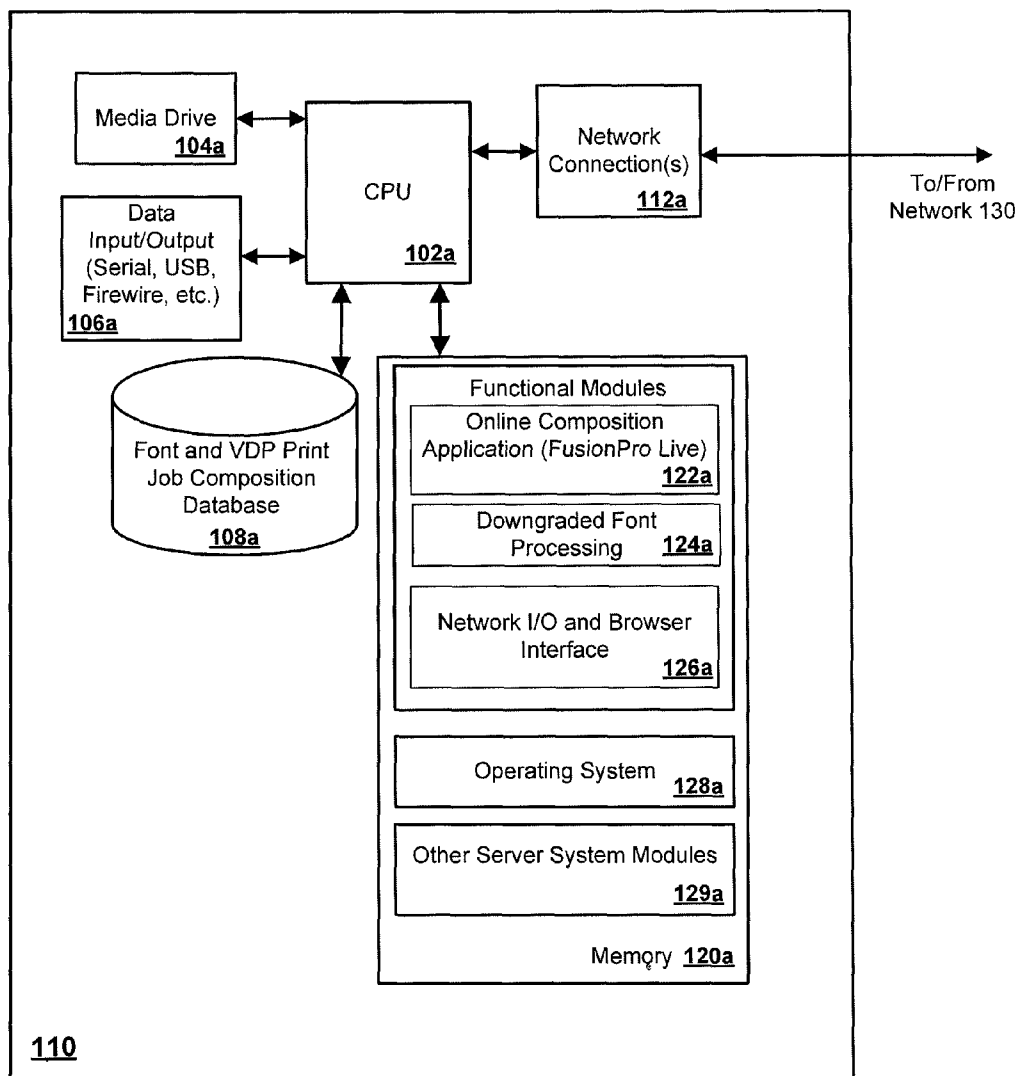 Media Drive
104a
CPU
102a
Network
Connection(s)
112a
To/From
Network 130
Data
Input/Output
(Serial, USB,
Firewire, etc.)
106a
Font and VDP Print
Job Composition
Database
108a
Functional Modules
Online Composition
Application (FusionPro Live)
122a
Downgraded Font
Processing
124a
Network I/O and Browser
Interface
126a
Operating System
128a
Other Server System Modules
129a
Memory 120a
110